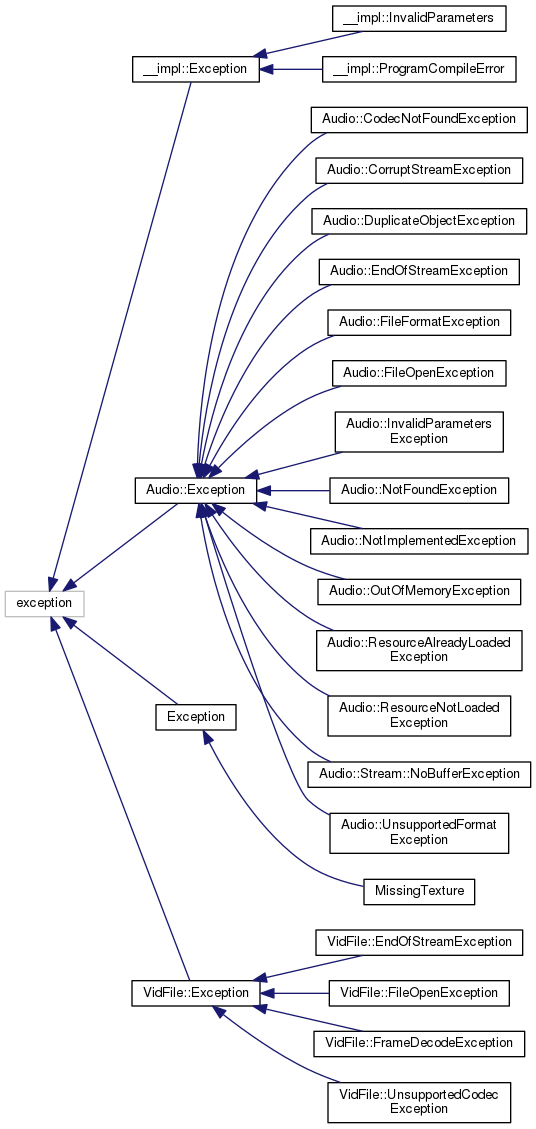 __impl::InvalidParameters
__impl::Exception
__impl::ProgramCompileError
Audio::CodecNotFoundException
Audio::CorruptStreamException
Audio::DuplicateObjectException
Audio::EndOfStreamException
Audio::FileFormatException
Audio::FileOpenException
Audio::InvalidParameters
Exception
Audio::Exception
Audio::NotFoundException
Audio::NotImplementedException
Audio::OutOfMemoryException
exception
Audio::ResourceAlreadyLoaded
Exception
Audio::ResourceNotLoaded
Exception
Exception
Audio::Stream::NoBufferException
Audio::UnsupportedFormat
Exception
MissingTexture
VidFile::EndOfStreamException
VidFile::Exception
VidFile::FileOpenException
VidFile::FrameDecodeException
VidFile::UnsupportedCodec
Exception